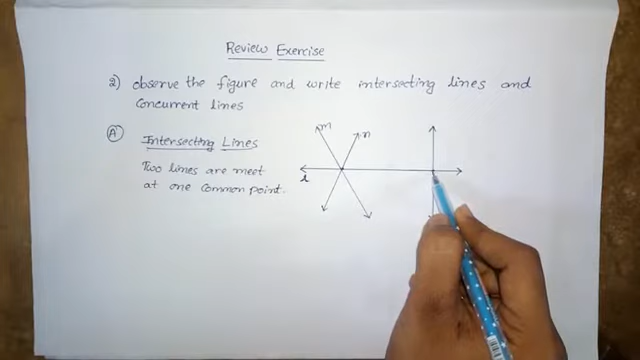 Review Exercise
2) observe the figure and write intersecting lines and
concurrent lines
A Intersecting Lines
Two lines are meet
at one common point.
m
n
l